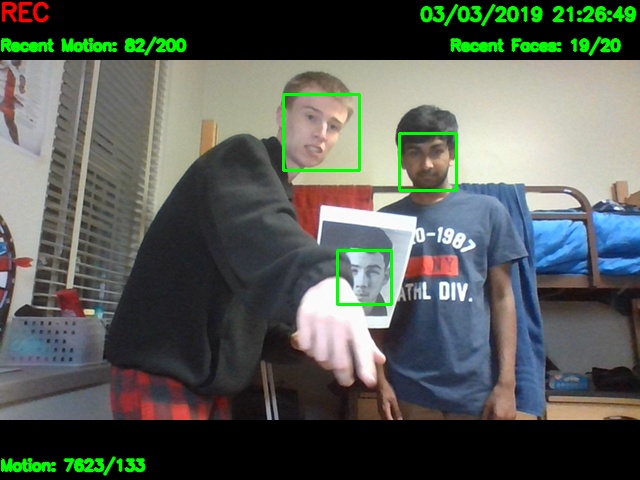 REC
03/03/2019 21:26:49
Recent Motion: 82/200
Recent Faces: 19/20
0-1987
NY
ATHL DIV.
Motion: 7623/133